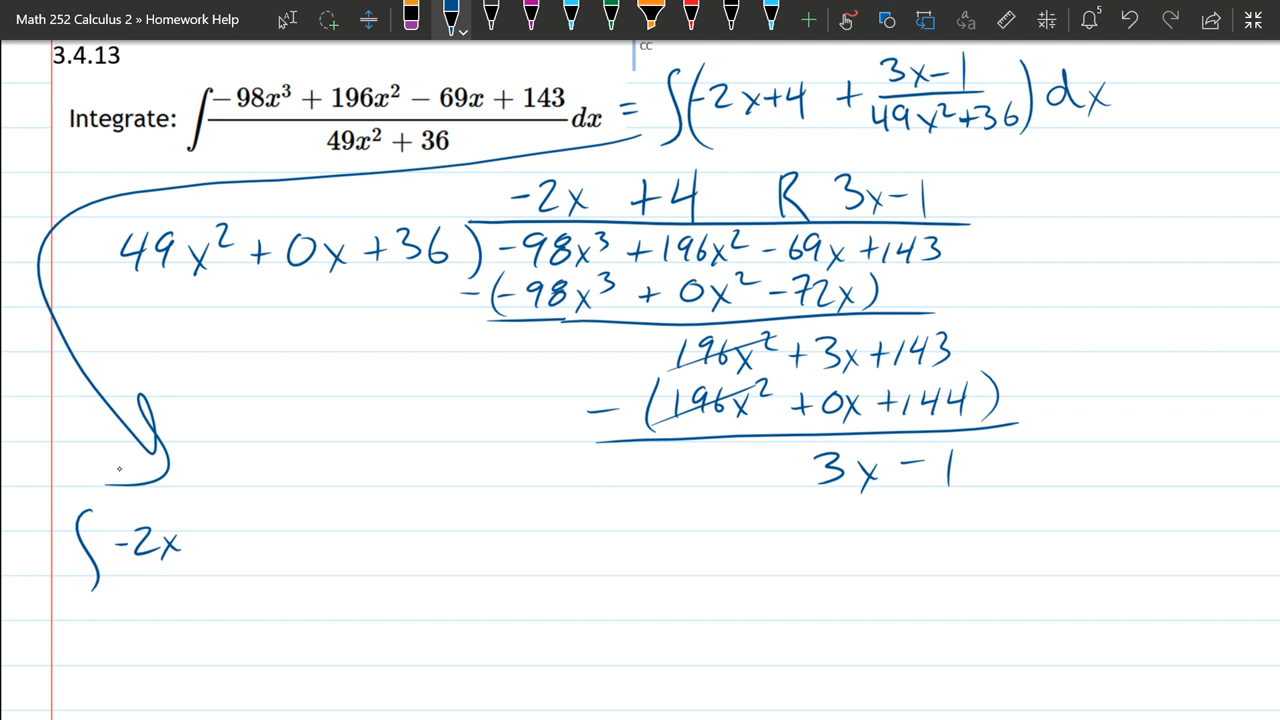 Math 252 Calculus 2 » Homework Help
5
3.4.13
cc
Integrate: ∫ (−98x³ + 196x² − 69x + 143)/(49x² + 36) dx = ∫(-2x+4 + (3x-1)/(49x²+36)) dx
-2x +4 R 3x-1
49x² + 0x + 36 ) -98x³ + 196x² - 69x + 143
-(-98x³ + 0x² - 72x)
196x² + 3x + 143
- (196x² + 0x + 144)
3x - 1
∫ -2x